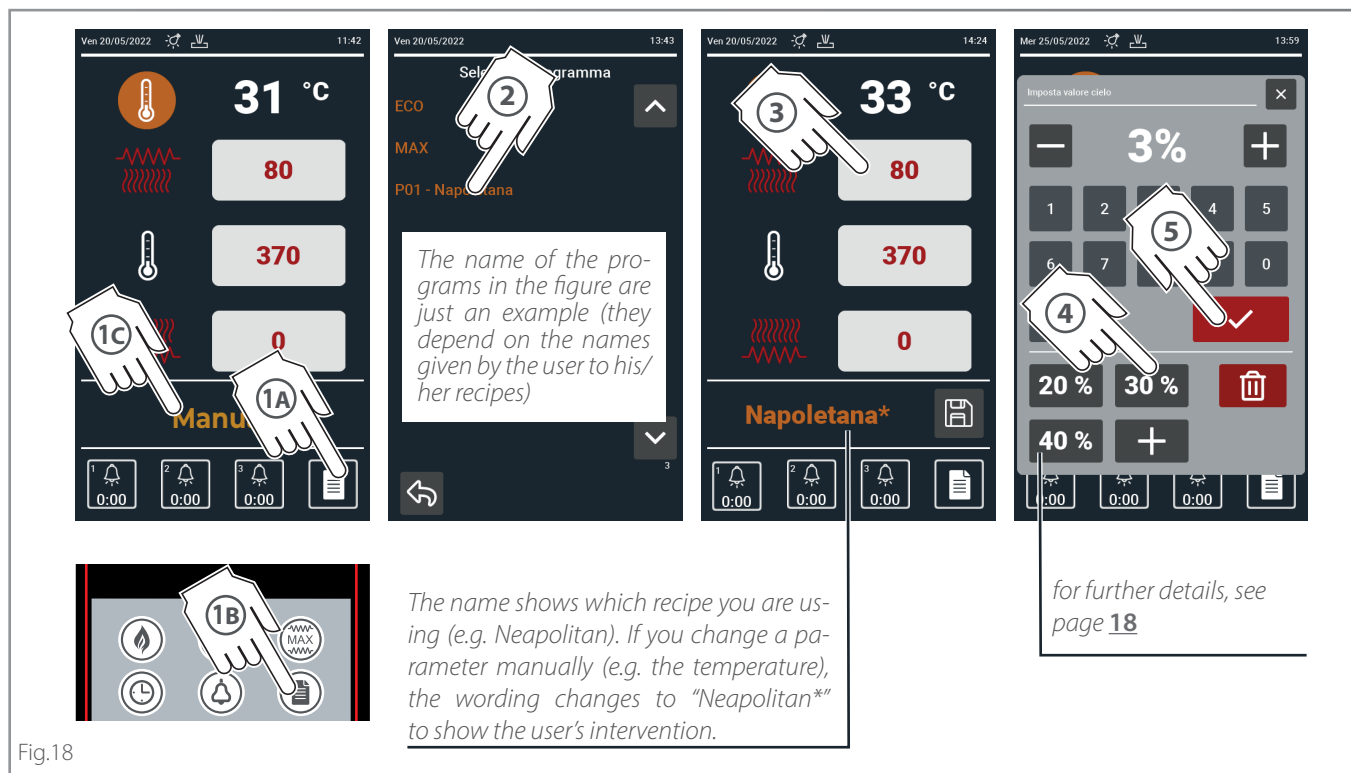 Ven 20/05/2022 11:42
31 °C
80
370
0
1C
1A
Manu
1 2 3
0:00 0:00 0:00
Ven 20/05/2022 13:43
Sele ogramma
2
ECO
MAX
P01 - Napoletana
The name of the pro-
grams in the figure are
just an example (they
depend on the names
given by the user to his/
her recipes)
3
Ven 20/05/2022 14:24
3
33 °C
80
370
0
Napoletana*
1 2 3
0:00 0:00 0:00
Mer 25/05/2022 13:59
Imposta valore cielo
3%
1 2 4 5
5
6 7 0
4
20 % 30 %
40 %
0:00 0:00 0:00
1B
MAX
The name shows which recipe you are us-
ing (e.g. Neapolitan). If you change a pa-
rameter manually (e.g. the temperature),
the wording changes to “Neapolitan*”
to show the user’s intervention.
for further details, see
page 18
Fig.18